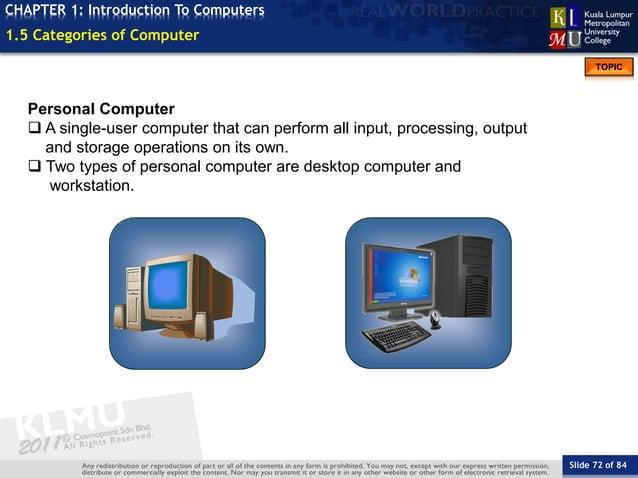 CHAPTER 1: Introduction To Computers
REALWORLDPRACTICE
KL
MU
Kuala Lumpur
Metropolitan
University
College
1.5 Categories of Computer
TOPIC
Personal Computer
❑ A single-user computer that can perform all input, processing, output
and storage operations on its own.
❑ Two types of personal computer are desktop computer and
workstation.
KLMU
2011© Cosmopoint Sdn Bhd.
All Rights Reserved.
Any redistribution or reproduction of part or all of the contents in any form is prohibited. You may not, except with our express written permission,
distribute or commercially exploit the content. Nor may you transmit it or store it in any other website or other form of electronic retrieval system.
Slide 72 of 84